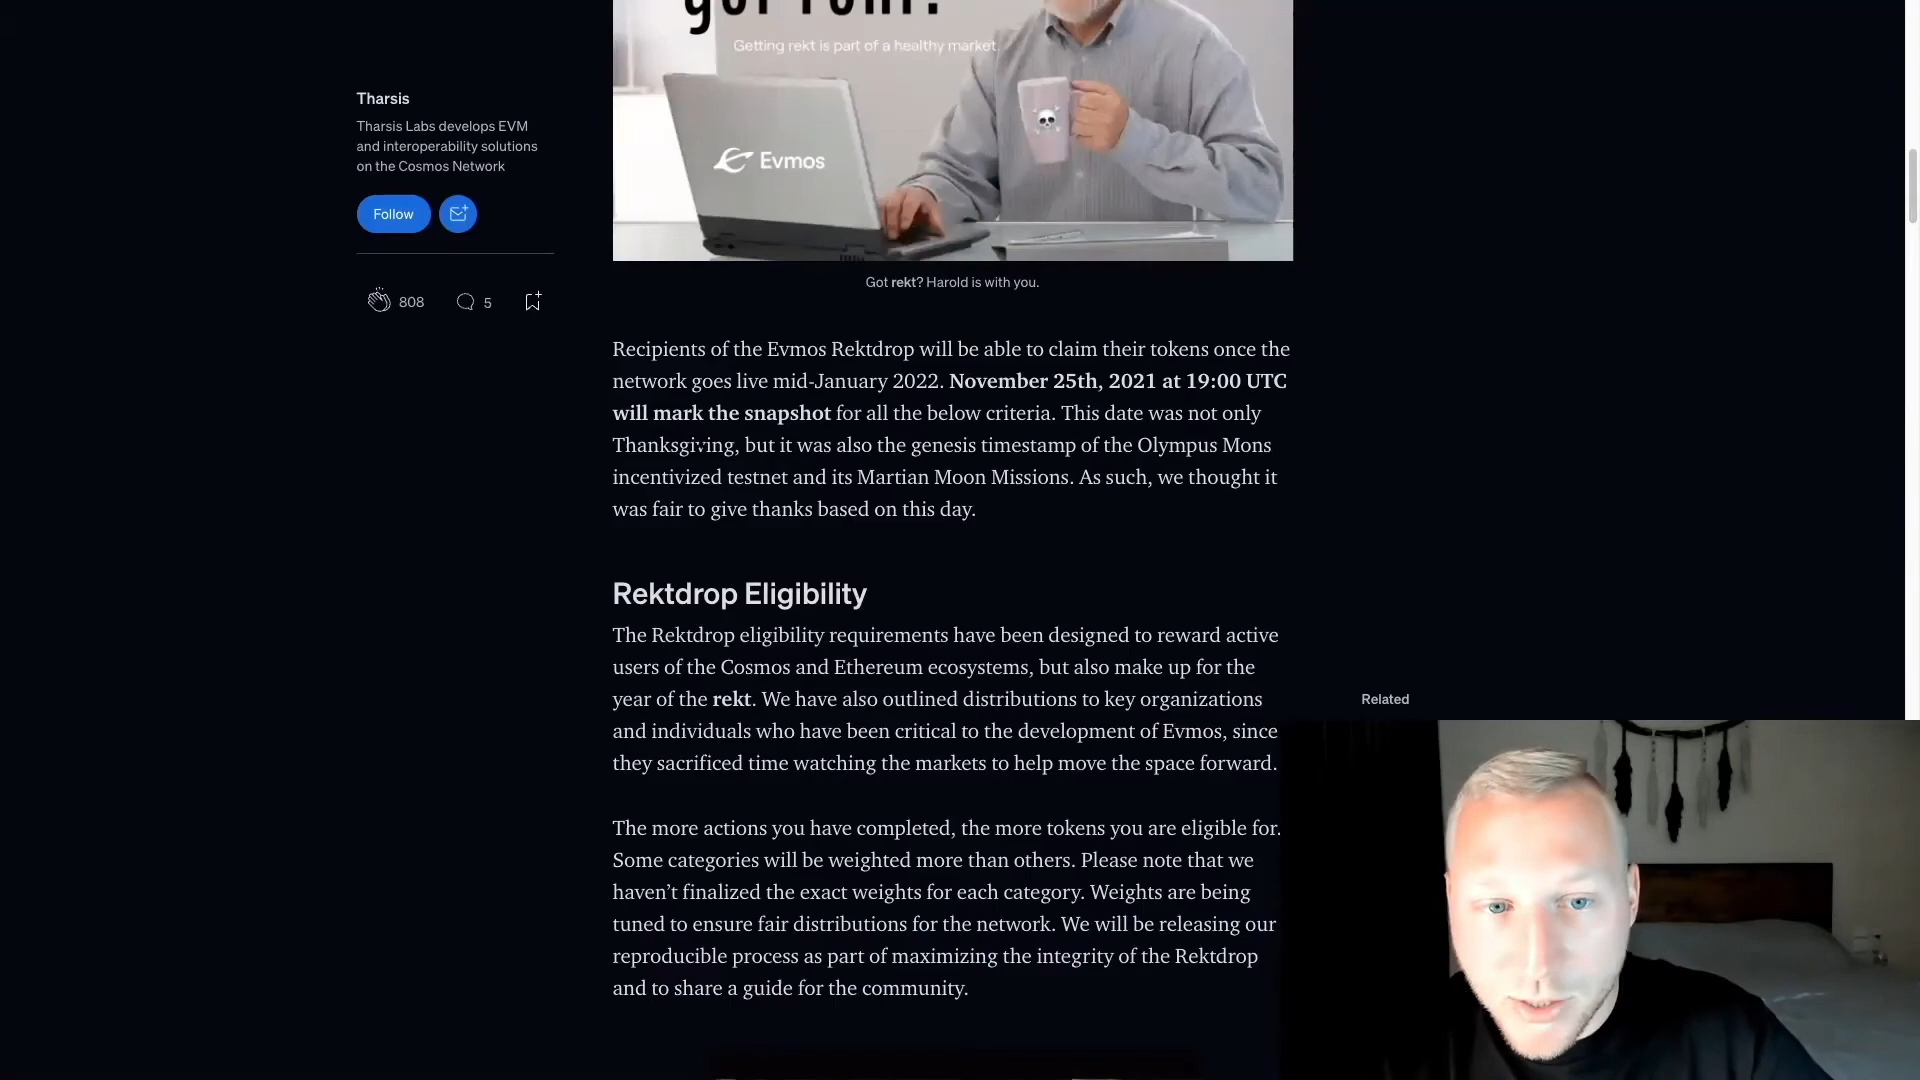 Getting rekt is part of a healthy market.
Evmos
Got rekt? Harold is with you.
Tharsis
Tharsis Labs develops EVM
and interoperability solutions
on the Cosmos Network
Follow
808
5
Recipients of the Evmos Rektdrop will be able to claim their tokens once the
network goes live mid-January 2022. November 25th, 2021 at 19:00 UTC
will mark the snapshot for all the below criteria. This date was not only
Thanksgiving, but it was also the genesis timestamp of the Olympus Mons
incentivized testnet and its Martian Moon Missions. As such, we thought it
was fair to give thanks based on this day.
Rektdrop Eligibility
The Rektdrop eligibility requirements have been designed to reward active
users of the Cosmos and Ethereum ecosystems, but also make up for the
year of the rekt. We have also outlined distributions to key organizations
and individuals who have been critical to the development of Evmos, since
they sacrificed time watching the markets to help move the space forward.
The more actions you have completed, the more tokens you are eligible for.
Some categories will be weighted more than others. Please note that we
haven’t finalized the exact weights for each category. Weights are being
tuned to ensure fair distributions for the network. We will be releasing our
reproducible process as part of maximizing the integrity of the Rektdrop
and to share a guide for the community.
Related